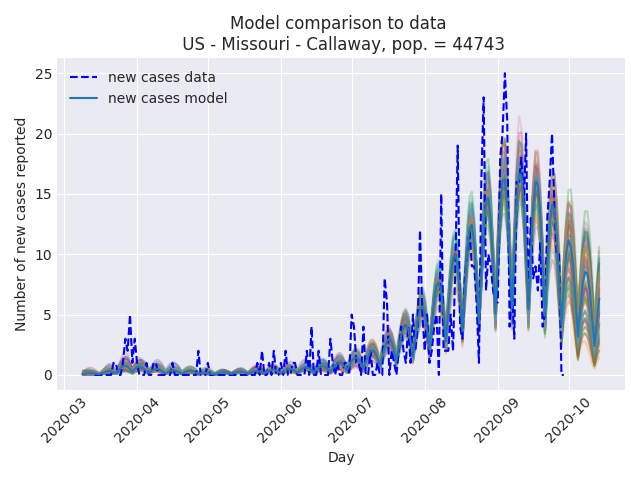 Model comparison to data
US - Missouri - Callaway, pop. = 44743
new cases data
new cases model
Number of new cases reported
25
20
15
10
5
0
2020-03
2020-04
2020-05
2020-06
2020-07
2020-08
2020-09
2020-10
Day